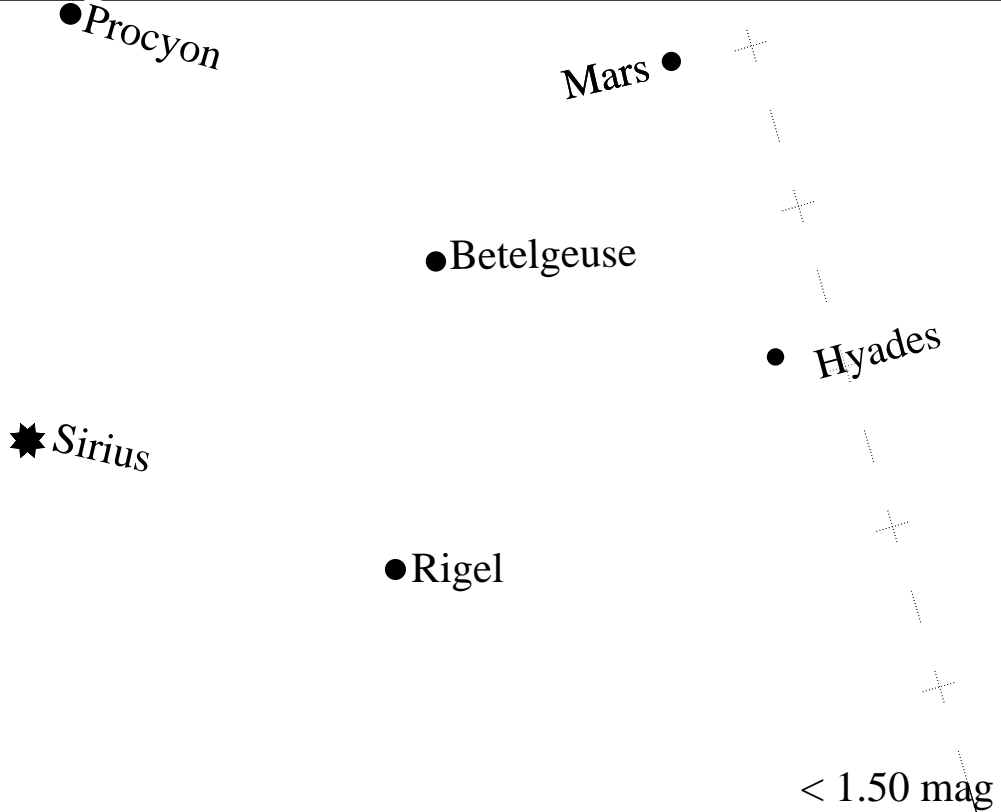 Procyon
Mars
Betelgeuse
Hyades
Sirius
Rigel
< 1.50 mag